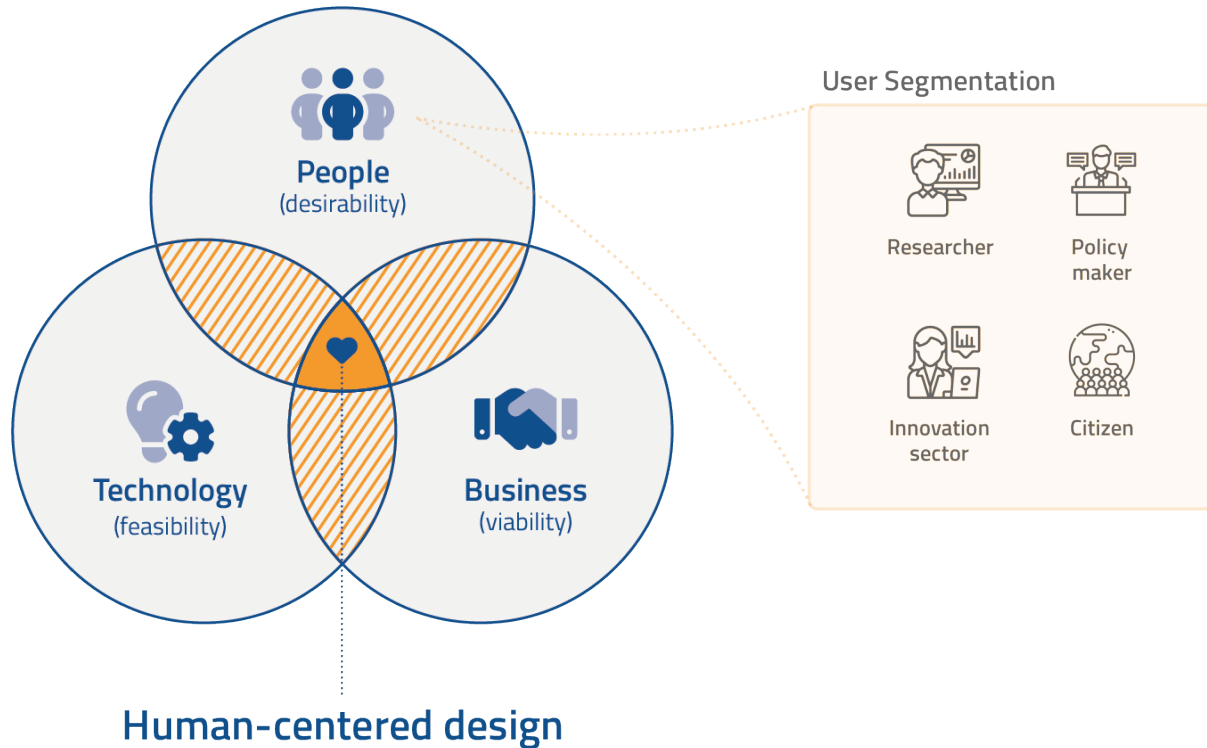 People
(desirability)
Technology
(feasibility)
Business
(viability)
Human-centered design
User Segmentation
Researcher
Policy
maker
Innovation
sector
Citizen